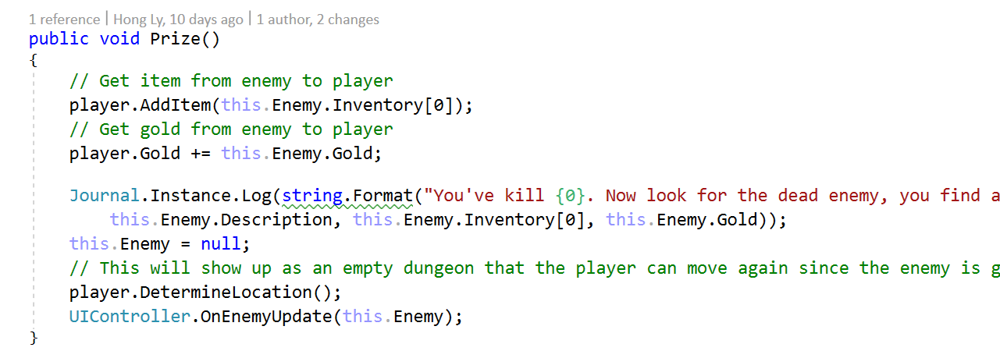 1 reference | Hong Ly, 10 days ago | 1 author, 2 changes
public void Prize()
{
// Get item from enemy to player
player.AddItem(this.Enemy.Inventory[0]);
// Get gold from enemy to player
player.Gold += this.Enemy.Gold;
Journal.Instance.Log(string.Format("You've kill {0}. Now look for the dead enemy, you find a
this.Enemy.Description, this.Enemy.Inventory[0], this.Enemy.Gold));
this.Enemy = null;
// This will show up as an empty dungeon that the player can move again since the enemy is g
player.DetermineLocation();
UIController.OnEnemyUpdate(this.Enemy);
}